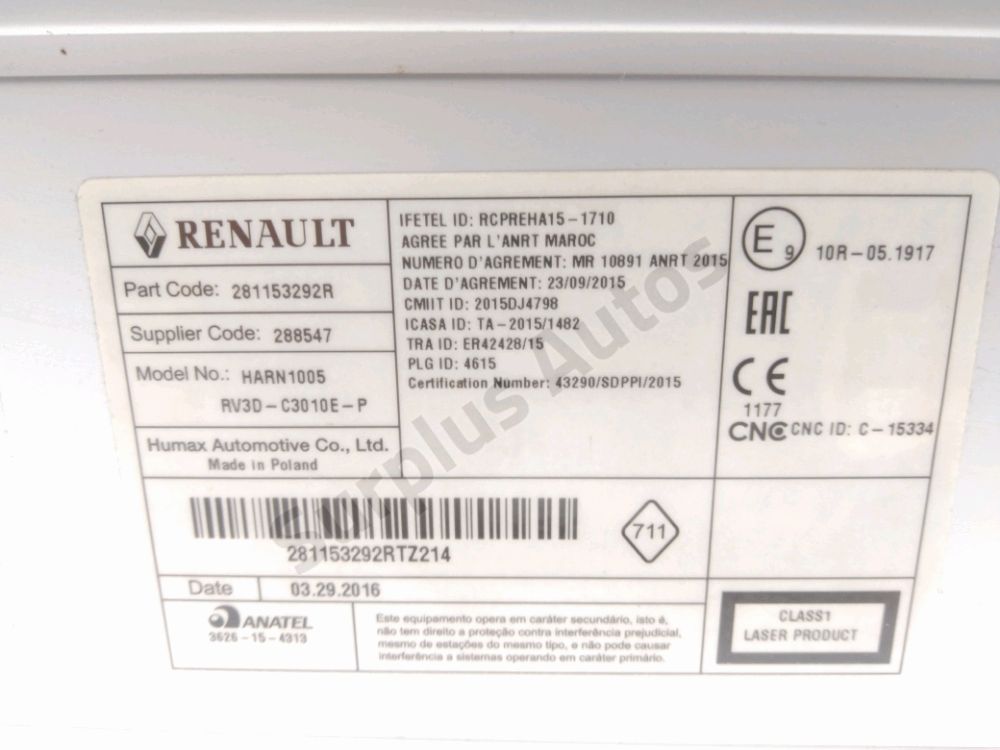 RENAULT
Part Code: 281153292R
Supplier Code: 288547
Model No.: HARN1005
RV3D-C3010E-P
Humax Automotive Co., Ltd.
Made in Poland
IFETEL ID: RCPREHA15-1710
AGREE PAR L'ANRT MAROC
NUMERO D'AGREMENT: MR 10891 ANRT 2015
DATE D'AGREMENT: 23/09/2015
CMIIT ID: 2015DJ4798
ICASA ID: TA-2015/1482
TRA ID: ER42428/15
PLG ID: 4615
Certification Number: 43290/SDPPI/2015
E9 10R-05.1917
EAC
CE
1177
CNC CNC ID: C-15334
281153292RTZ214
711
Date 03.29.2016
ANATEL
3626-15-4313
Este equipamento opera em caráter secundário, isto é,
não tem direito a proteção contra interferência prejudicial,
mesmo de estações do mesmo tipo, e não pode causar
interferência a sistemas operando em caráter primário.
CLASS1
LASER PRODUCT
Surplus Autos